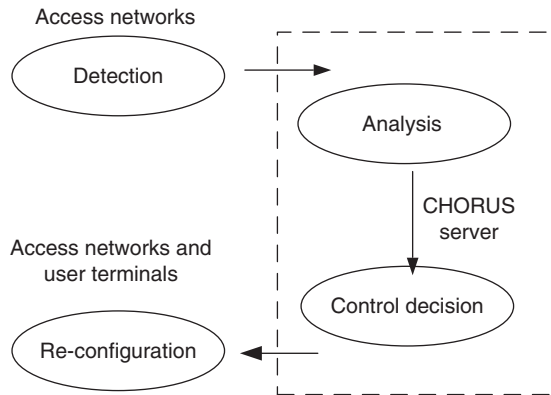 Access networks
Detection
Analysis
CHORUS
server
Control decision
Access networks and
user terminals
Re-configuration